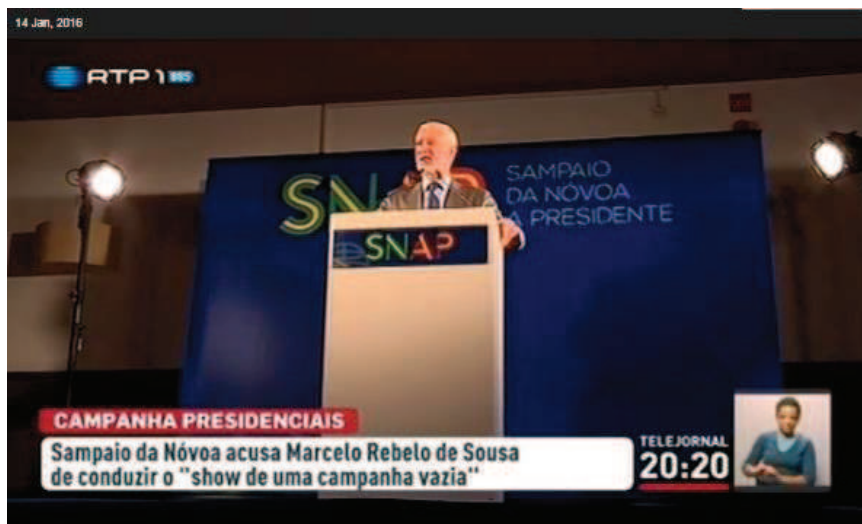 14 Jan, 2016
RTP 1
SNAP
SAMPAIO
DA NÓVOA
A PRESIDENTE
SNAP
CAMPANHA PRESIDENCIAIS
Sampaio da Nóvoa acusa Marcelo Rebelo de Sousa
de conduzir o "show de uma campanha vazia"
TELEJORNAL
20:20